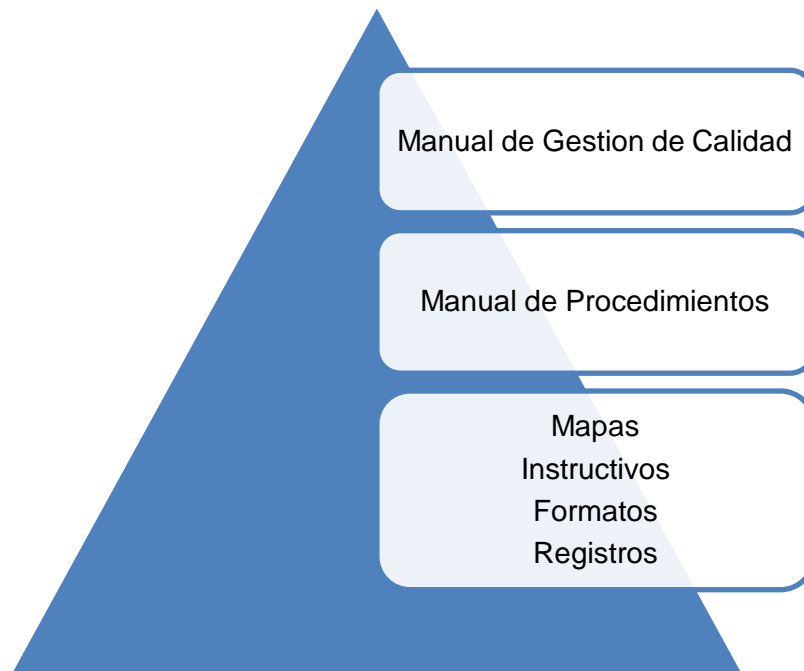 Manual de Gestion de Calidad
Manual de Procedimientos
Mapas
Instructivos
Formatos
Registros